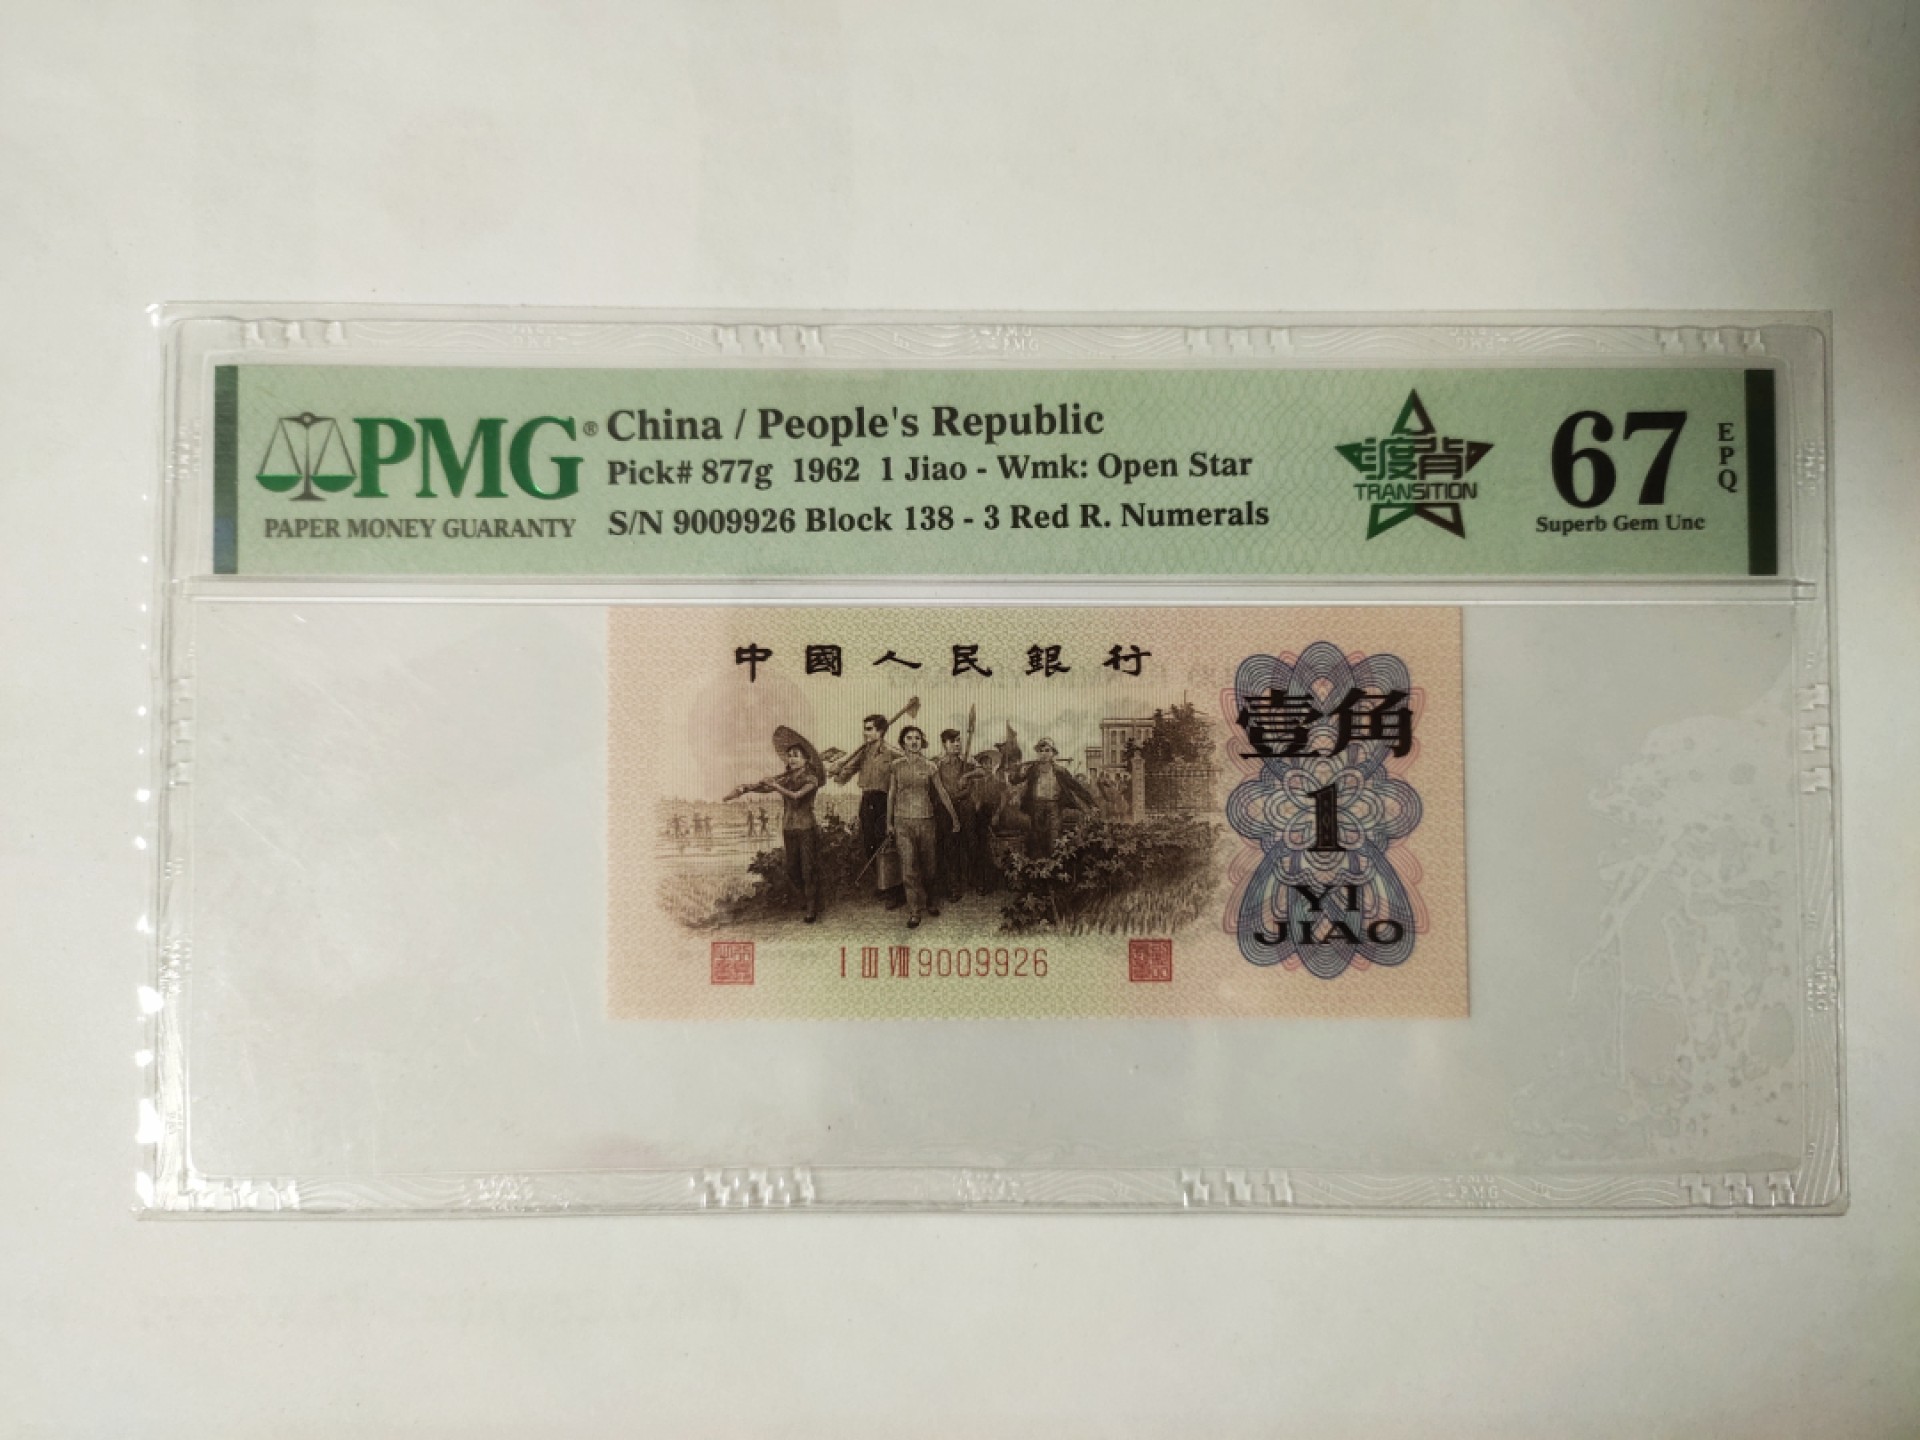 PMG®
PAPER MONEY GUARANTY
China / People's Republic
Pick# 877g 1962 1 Jiao - Wmk: Open Star
S/N 9009926 Block 138 - 3 Red R. Numerals
渡背
TRANSITION
67
EPQ
Superb Gem Unc
中國人民銀行
壹角
1
YI
JIAO
I III VIII 9009926